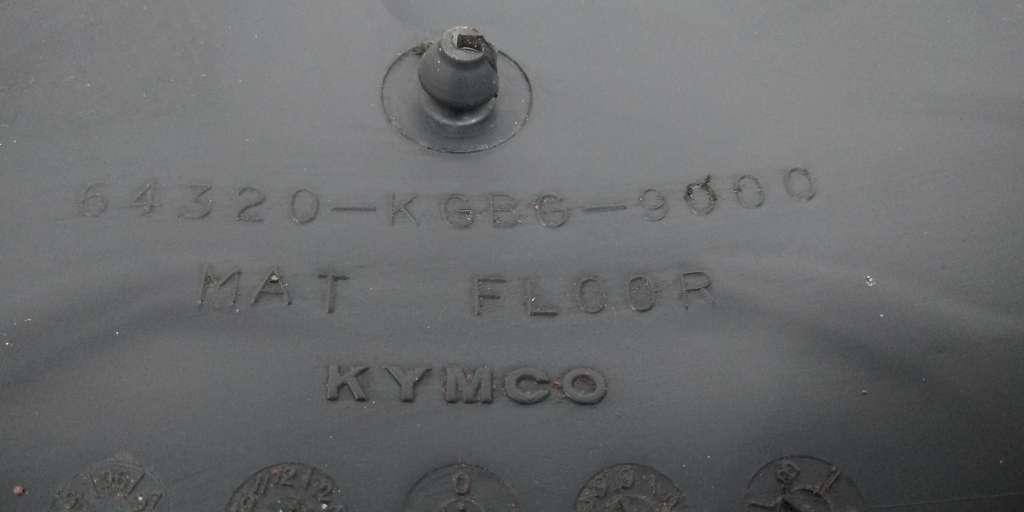 64320-KGBG-9000
MAT FLOOR
KYMCO